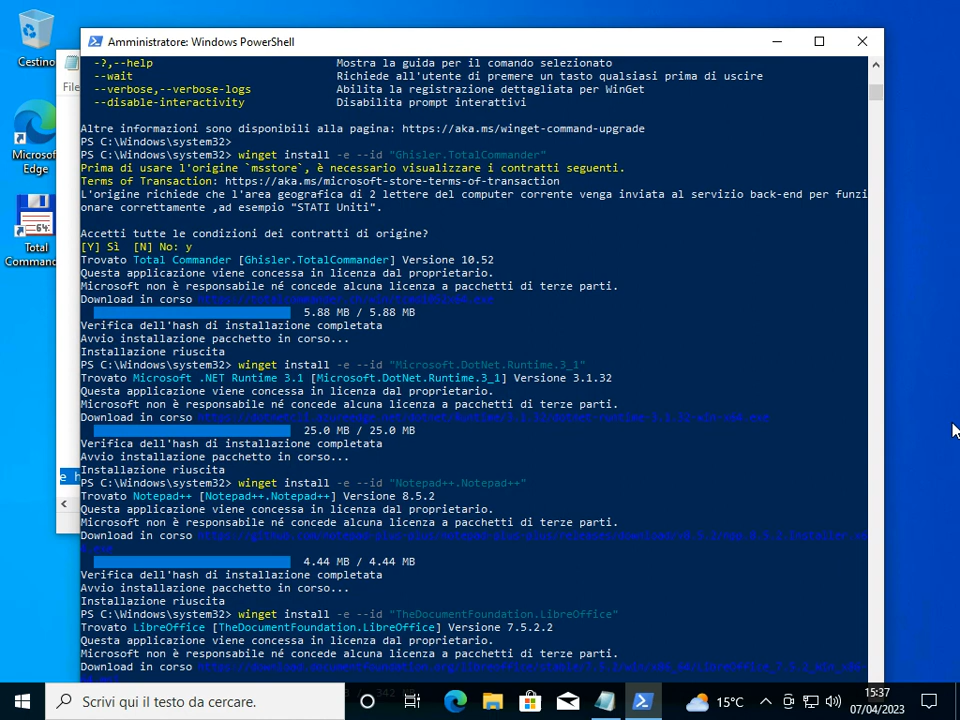 Cestino
Microsoft
Edge
Total
Comman
File
Amministratore: Windows PowerShell
-?,--help Mostra la guida per il comando selezionato
--wait Richiede all'utente di premere un tasto qualsiasi prima di uscire
--verbose,--verbose-logs Abilita la registrazione dettagliata per WinGet
--disable-interactivity Disabilita prompt interattivi
Altre informazioni sono disponibili alla pagina: https://aka.ms/winget-command-upgrade
PS C:\Windows\system32>
PS C:\Windows\system32> winget install -e --id "Ghisler.TotalCommander"
Prima di usare l'origine `msstore`, è necessario visualizzare i contratti seguenti.
Terms of Transaction: https://aka.ms/microsoft-store-terms-of-transaction
L'origine richiede che l'area geografica di 2 lettere del computer corrente venga inviata al servizio back-end per funzi
onare correttamente ,ad esempio "STATI Uniti".
Accetti tutte le condizioni dei contratti di origine?
[Y] Sì [N] No: y
Trovato Total Commander [Ghisler.TotalCommander] Versione 10.52
Questa applicazione viene concessa in licenza dal proprietario.
Microsoft non è responsabile né concede alcuna licenza a pacchetti di terze parti.
Download in corso
5.88 MB / 5.88 MB
Verifica dell'hash di installazione completata
Avvio installazione pacchetto in corso...
Installazione riuscita
PS C:\Windows\system32> winget install -e --id "Microsoft.DotNet.Runtime.3_1"
Trovato Microsoft .NET Runtime 3.1 [Microsoft.DotNet.Runtime.3_1] Versione 3.1.32
Questa applicazione viene concessa in licenza dal proprietario.
Microsoft non è responsabile né concede alcuna licenza a pacchetti di terze parti.
Download in corso
25.0 MB / 25.0 MB
Verifica dell'hash di installazione completata
Avvio installazione pacchetto in corso...
Installazione riuscita
PS C:\Windows\system32> winget install -e --id "Notepad++.Notepad++"
Trovato Notepad++ [Notepad++.Notepad++] Versione 8.5.2
Questa applicazione viene concessa in licenza dal proprietario.
Microsoft non è responsabile né concede alcuna licenza a pacchetti di terze parti.
Download in corso
4.44 MB / 4.44 MB
Verifica dell'hash di installazione completata
Avvio installazione pacchetto in corso...
Installazione riuscita
PS C:\Windows\system32> winget install -e --id "TheDocumentFoundation.LibreOffice"
Trovato LibreOffice [TheDocumentFoundation.LibreOffice] Versione 7.5.2.2
Questa applicazione viene concessa in licenza dal proprietario.
Microsoft non è responsabile né concede alcuna licenza a pacchetti di terze parti.
Download in corso
Scrivi qui il testo da cercare.
15°C
15:37
07/04/2023